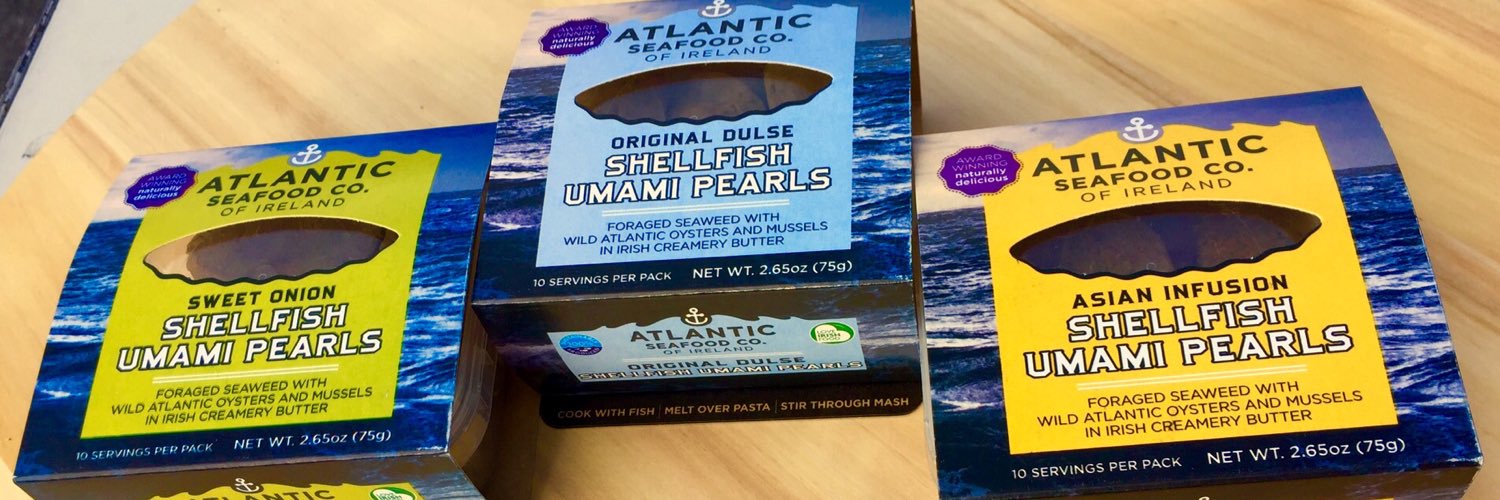 AWARD
WINNING
naturally
delicious
ATLANTIC
SEAFOOD CO.
OF IRELAND
SWEET ONION
SHELLFISH
UMAMI PEARLS
FORAGED SEAWEED WITH
WILD ATLANTIC OYSTERS AND MUSSELS
IN IRISH CREAMERY BUTTER
10 SERVINGS PER PACK NET WT. 2.65oz (75g)
ATLANTIC
LOVE
IRISH
AWARD
WINNING
naturally
delicious
ATLANTIC
SEAFOOD CO.
OF IRELAND
ORIGINAL DULSE
SHELLFISH
UMAMI PEARLS
FORAGED SEAWEED WITH
WILD ATLANTIC OYSTERS AND MUSSELS
IN IRISH CREAMERY BUTTER
10 SERVINGS PER PACK NET WT. 2.65oz (75g)
100%
ATLANTIC
SEAFOOD CO.
OF IRELAND
LOVE
IRISH
ORIGINAL DULSE
SHELLFISH UMAMI PEARLS
COOK WITH FISH | MELT OVER PASTA | STIR THROUGH MASH
AWARD
WINNING
naturally
delicious
ATLANTIC
SEAFOOD CO.
OF IRELAND
ASIAN INFUSION
SHELLFISH
UMAMI PEARLS
FORAGED SEAWEED WITH
WILD ATLANTIC OYSTERS AND MUSSELS
IN IRISH CREAMERY BUTTER
10 SERVINGS PER PACK NET WT. 2.65oz (75g)